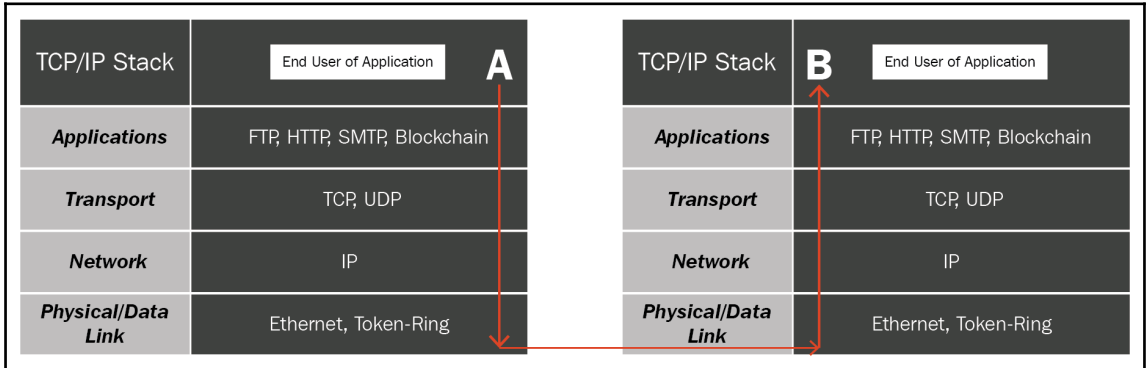 TCP/IP Stack
End User of Application
A
Applications
FTP, HTTP, SMTP, Blockchain
Transport
TCP, UDP
Network
IP
Physical/Data
Link
Ethernet, Token-Ring
TCP/IP Stack
B
End User of Application
Applications
FTP, HTTP, SMTP, Blockchain
Transport
TCP, UDP
Network
IP
Physical/Data
Link
Ethernet, Token-Ring